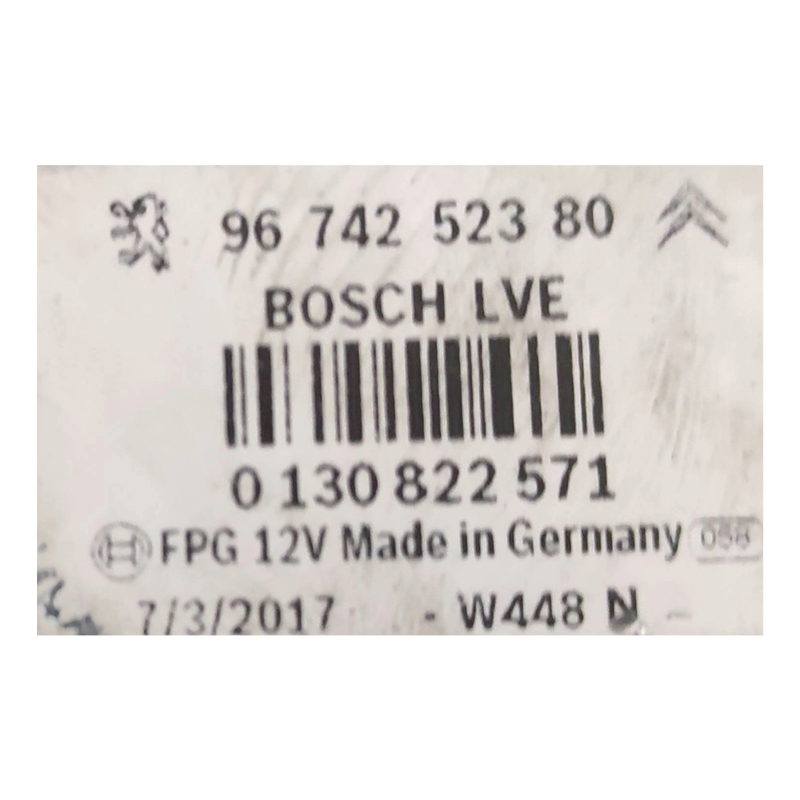 96 742 523 80
BOSCH LVE
0 130 822 571
FPG 12V Made in Germany 058
7/3/2017 - W448 N -